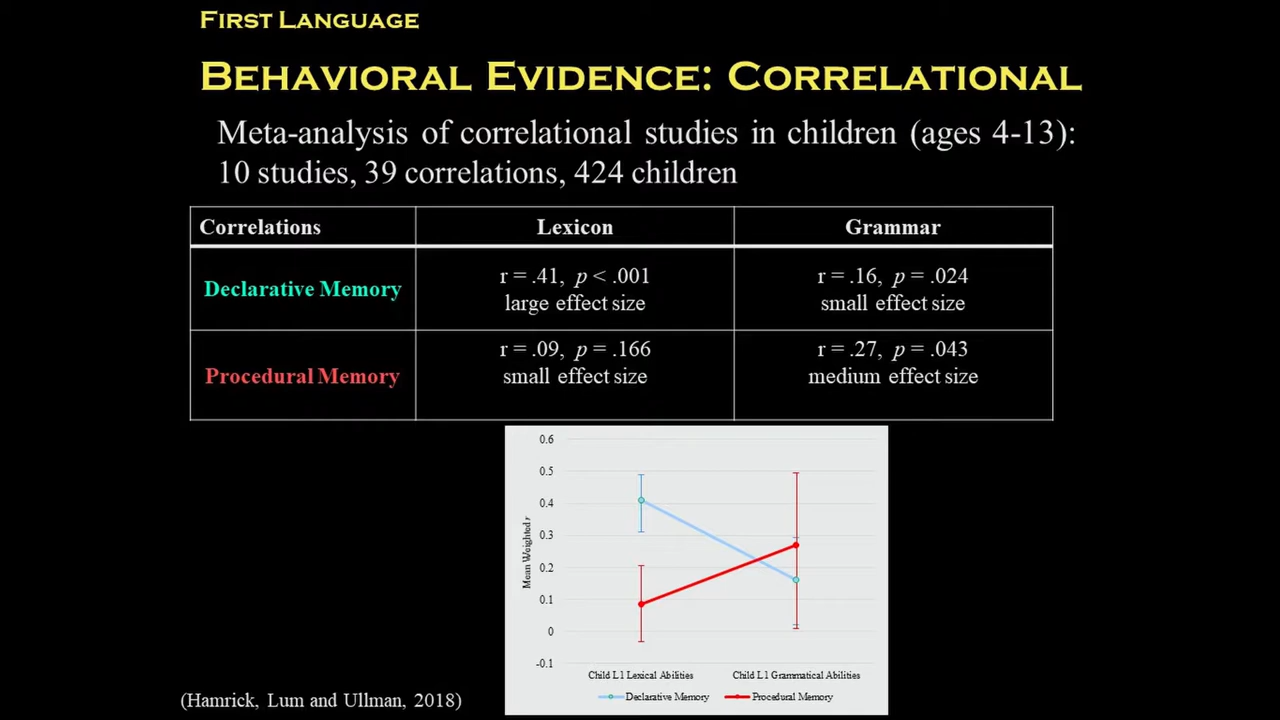 First Language
Behavioral Evidence: Correlational
Meta-analysis of correlational studies in children (ages 4-13):
10 studies, 39 correlations, 424 children
Correlations Lexicon Grammar
Declarative Memory
r = .41, p < .001
large effect size
r = .16, p = .024
small effect size
Procedural Memory
r = .09, p = .166
small effect size
r = .27, p = .043
medium effect size
0.6
0.5
0.4
0.3
0.2
0.1
0
-0.1
Mean Weighted r
Child L1 Lexical Abilities Child L1 Grammatical Abilities
Declarative Memory Procedural Memory
(Hamrick, Lum and Ullman, 2018)